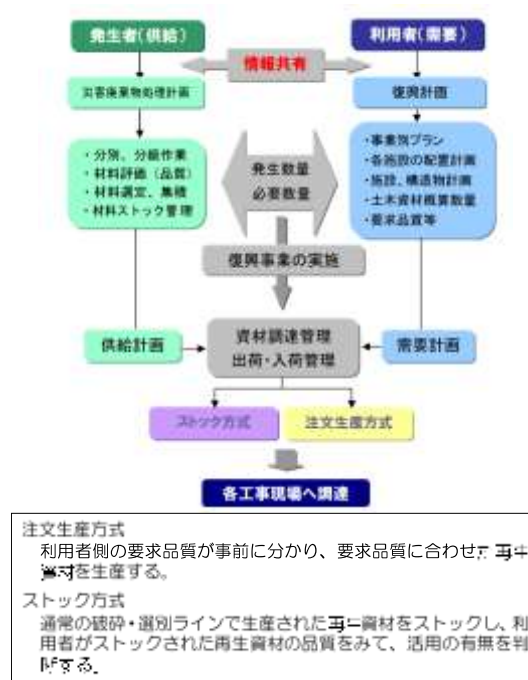 発生者(供給)
利用者(需要)
情報共有
災害廃棄物処理計画
復興計画
・分別、分級作業
・材料評価(品質)
・材料選定、集積
・材料ストック管理
発生数量
必要数量
・事業別プラン
・各施設の配置計画
・施設、構造物計画
・土木資材概算数量
・要求品質等
復興事業の実施
供給計画
資材調達管理
出荷・入荷管理
需要計画
ストック方式
注文生産方式
各工事現場へ調達
注文生産方式
利用者側の要求品質が事前に分かり、要求品質に合わせ
を生産する。
ストック方式
通常の破砕・選別ラインで生産された資材をストックし、利
用者がストックされた再生資材の品質をみて、活用の有無を判
する。